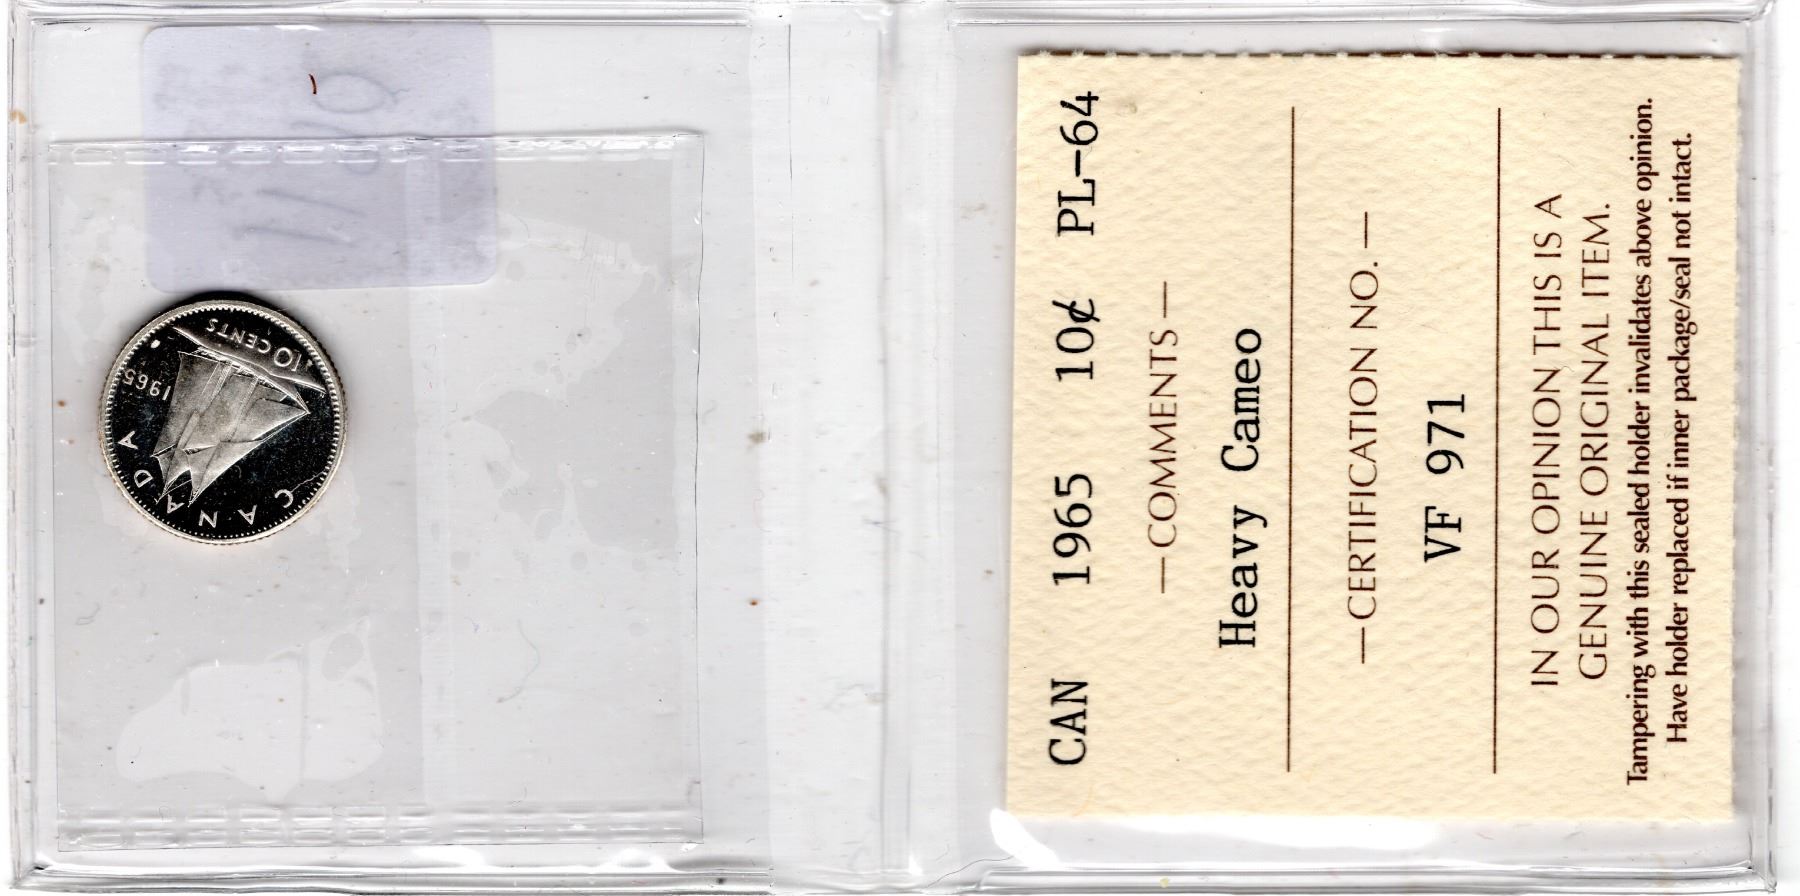 CANADA
1965
10 CENTS
CAN 1965 10¢ PL-64
—COMMENTS—
Heavy Cameo
—CERTIFICATION NO.—
VF 971
IN OUR OPINION THIS IS A
GENUINE ORIGINAL ITEM.
Tampering with this sealed holder invalidates above opinion.
Have holder replaced if inner package/seal not intact.